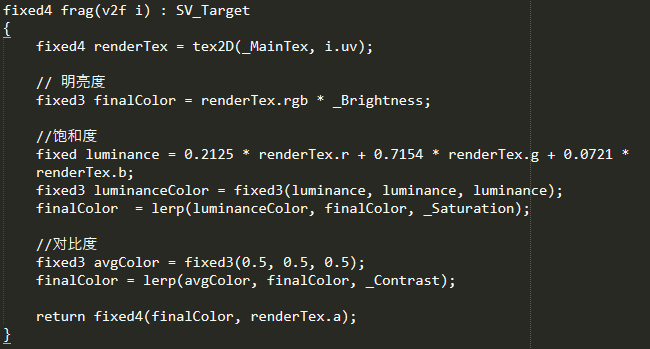 fixed4 frag(v2f i) : SV_Target
{
    fixed4 renderTex = tex2D(_MainTex, i.uv);

    // 明亮度
    fixed3 finalColor = renderTex.rgb * _Brightness;

    //饱和度
    fixed luminance = 0.2125 * renderTex.r + 0.7154 * renderTex.g + 0.0721 *
    renderTex.b;
    fixed3 luminanceColor = fixed3(luminance, luminance, luminance);
    finalColor  = lerp(luminanceColor, finalColor, _Saturation);

    //对比度
    fixed3 avgColor = fixed3(0.5, 0.5, 0.5);
    finalColor = lerp(avgColor, finalColor, _Contrast);

    return fixed4(finalColor, renderTex.a);
}